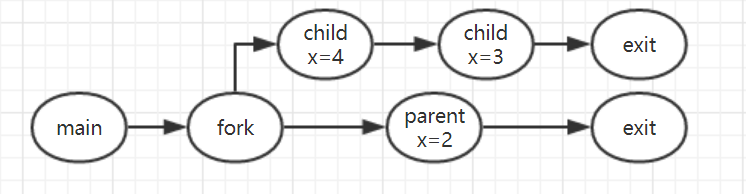 child
x=4
child
x=3
exit
main
fork
parent
x=2
exit